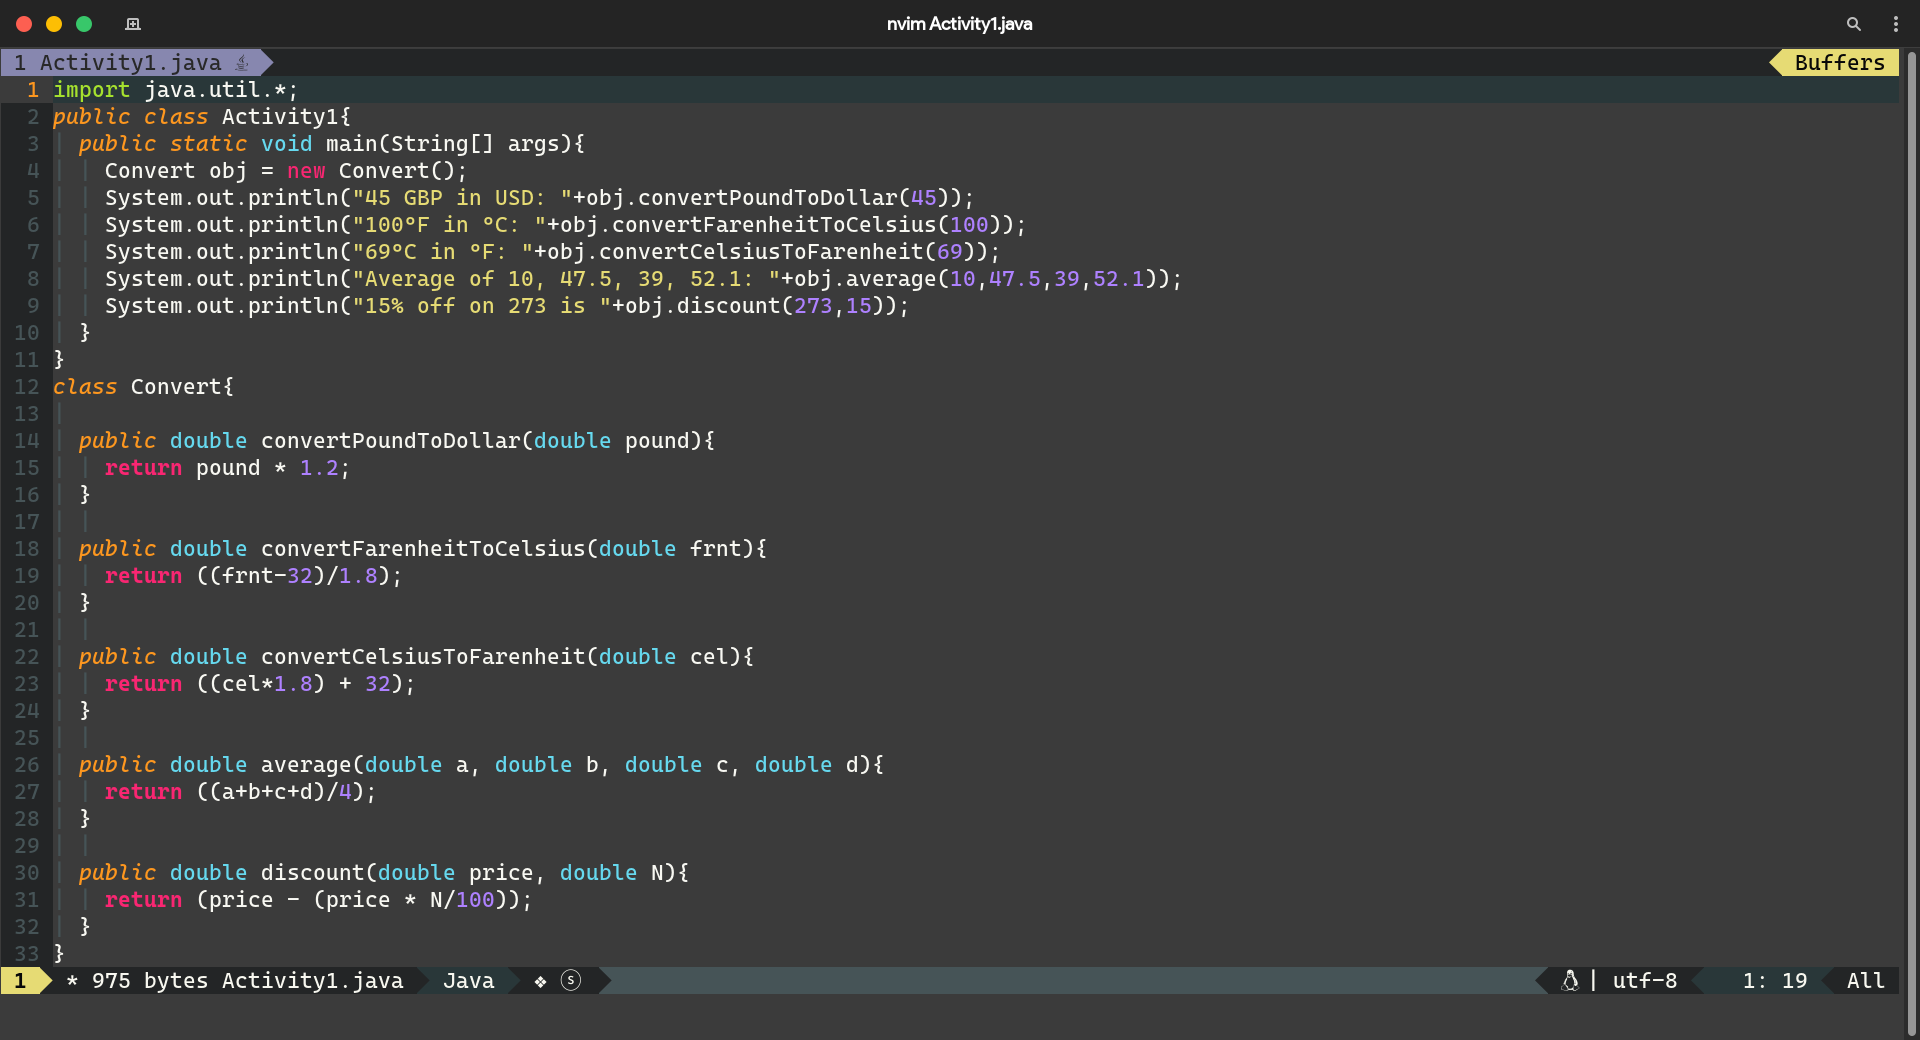 nvim Activity1.java
1 Activity1.java
Buffers
1 import java.util.*;
2 public class Activity1{
3   public static void main(String[] args){
4     Convert obj = new Convert();
5     System.out.println("45 GBP in USD: "+obj.convertPoundToDollar(45));
6     System.out.println("100°F in °C: "+obj.convertFarenheitToCelsius(100));
7     System.out.println("69°C in °F: "+obj.convertCelsiusToFarenheit(69));
8     System.out.println("Average of 10, 47.5, 39, 52.1: "+obj.average(10,47.5,39,52.1));
9     System.out.println("15% off on 273 is "+obj.discount(273,15));
10   }
11 }
12 class Convert{
13
14   public double convertPoundToDollar(double pound){
15     return pound * 1.2;
16   }
17
18   public double convertFarenheitToCelsius(double frnt){
19     return ((frnt-32)/1.8);
20   }
21
22   public double convertCelsiusToFarenheit(double cel){
23     return ((cel*1.8) + 32);
24   }
25
26   public double average(double a, double b, double c, double d){
27     return ((a+b+c+d)/4);
28   }
29
30   public double discount(double price, double N){
31     return (price - (price * N/100));
32   }
33 }
1 * 975 bytes Activity1.java Java ❖ Ⓢ | utf-8 1: 19 All